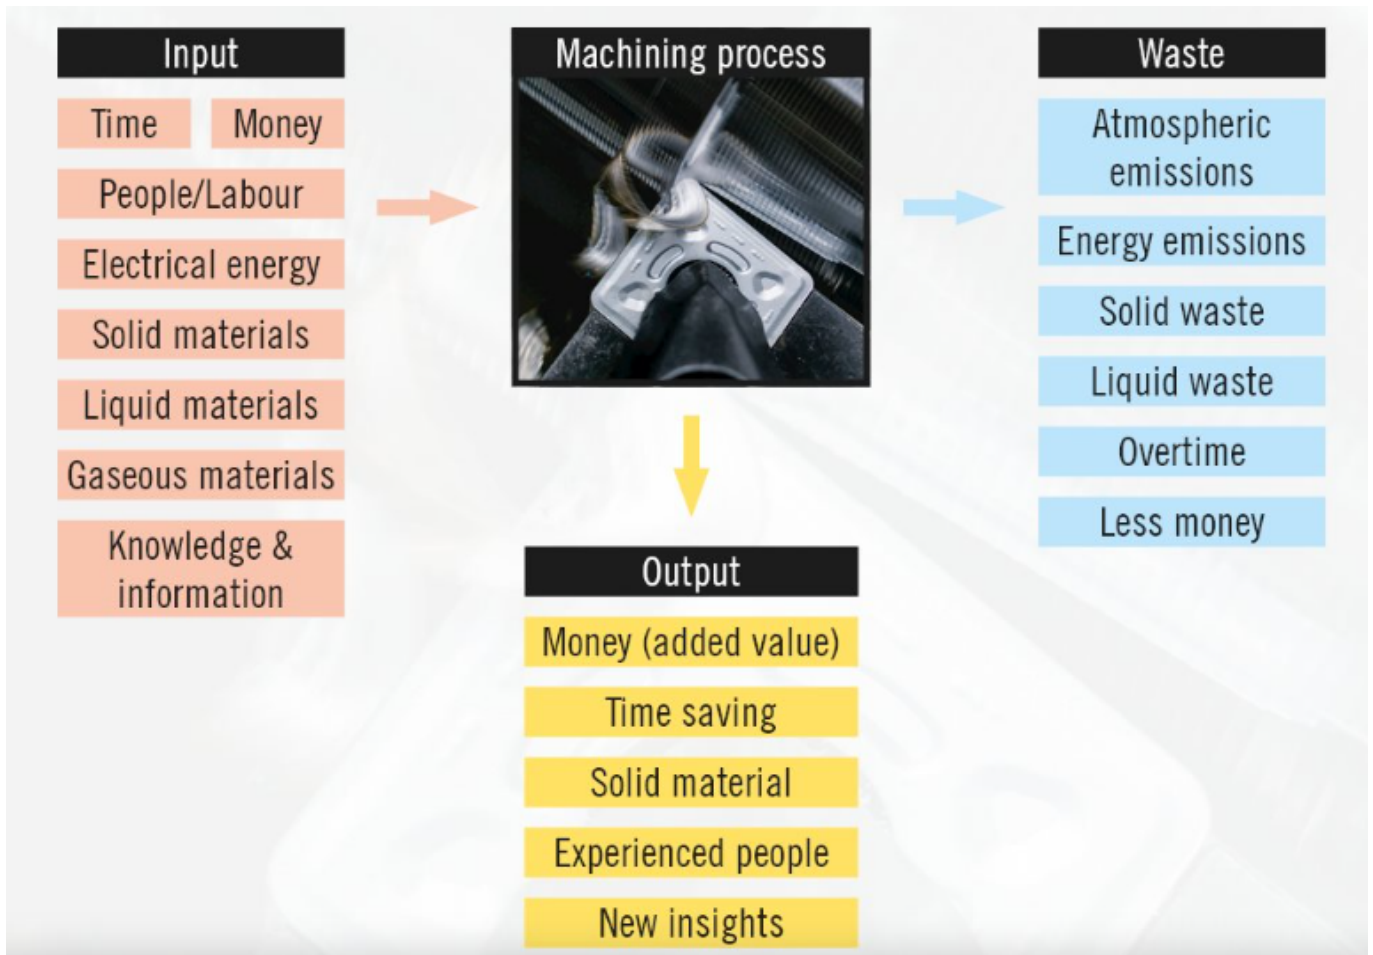 Input
Time
Money
People/Labour
Electrical energy
Solid materials
Liquid materials
Gaseous materials
Knowledge &
information
Machining process
Output
Money (added value)
Time saving
Solid material
Experienced people
New insights
Waste
Atmospheric
emissions
Energy emissions
Solid waste
Liquid waste
Overtime
Less money